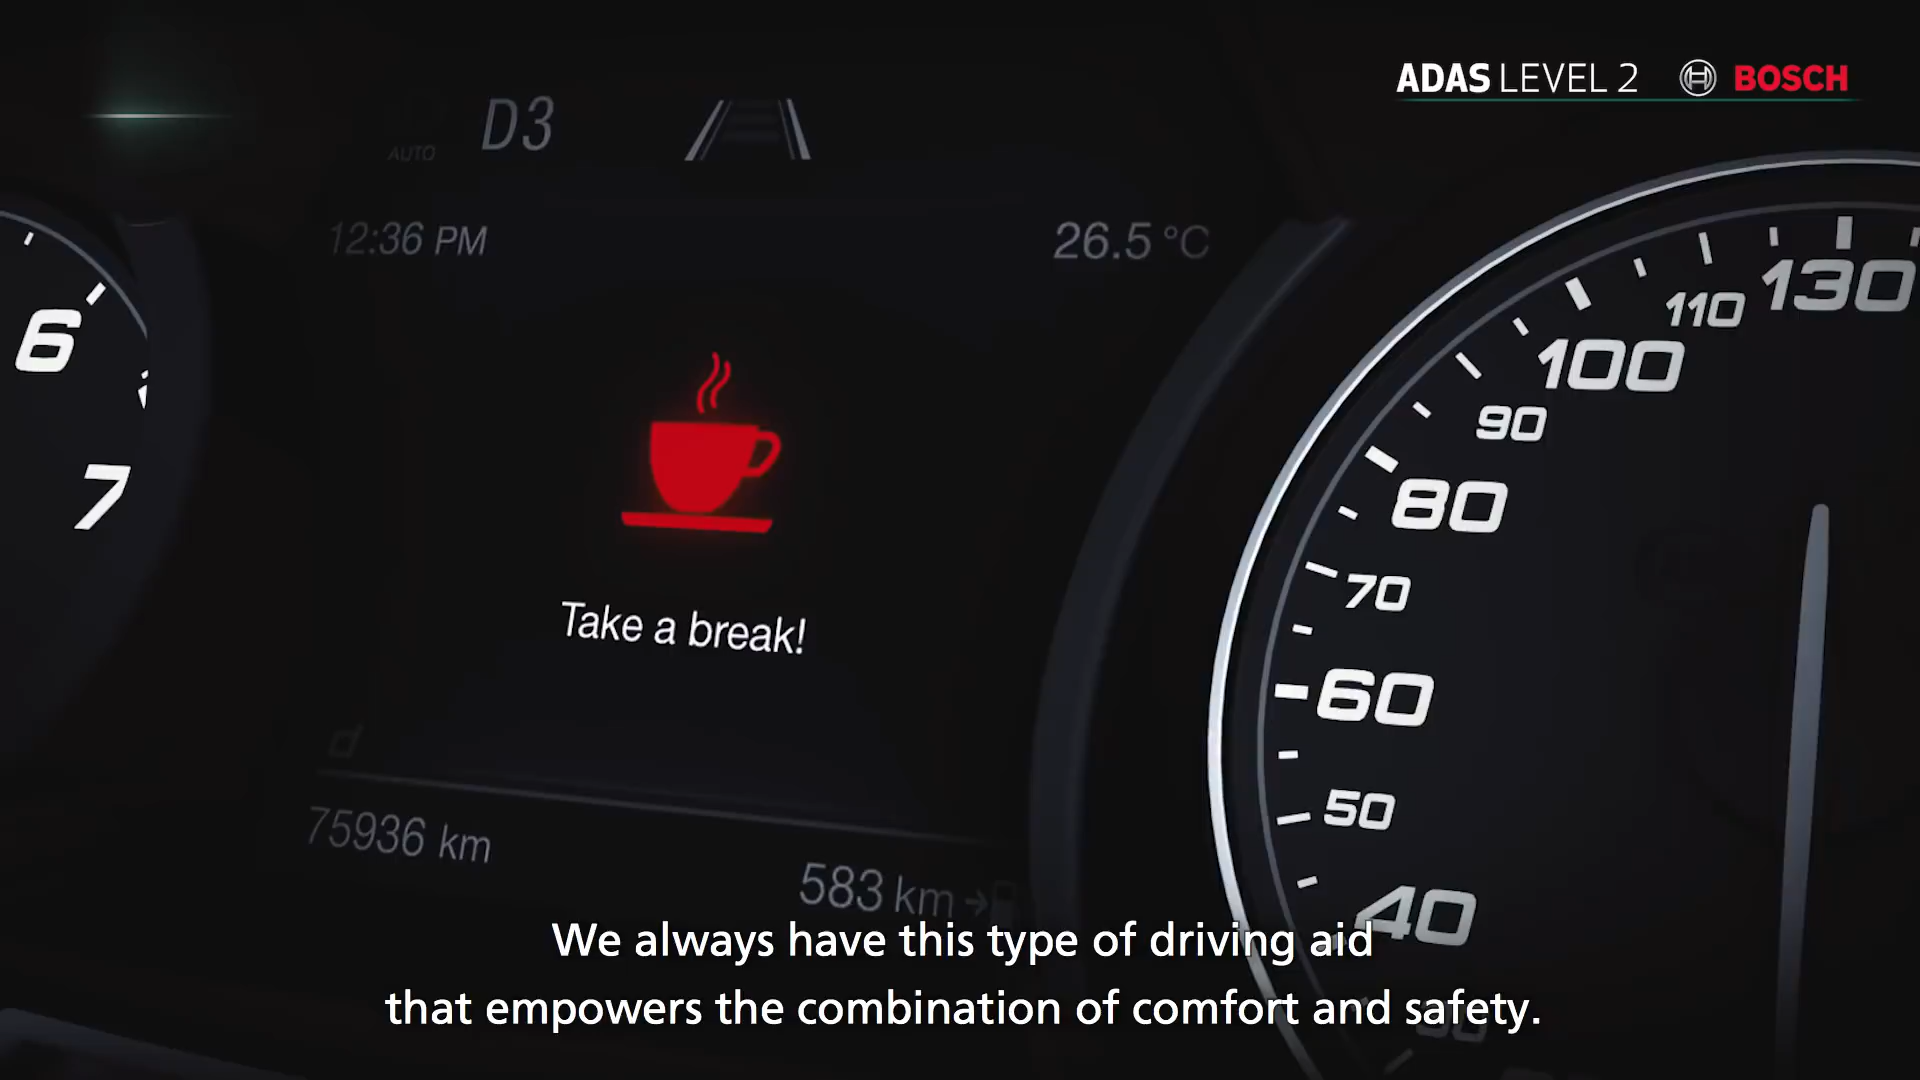 ADAS LEVEL 2 BOSCH
AUTO D3
12:36 PM 26.5 °C
Take a break!
75936 km
583 km
6
7
130
110
100
90
80
70
60
50
40
We always have this type of driving aid
that empowers the combination of comfort and safety.